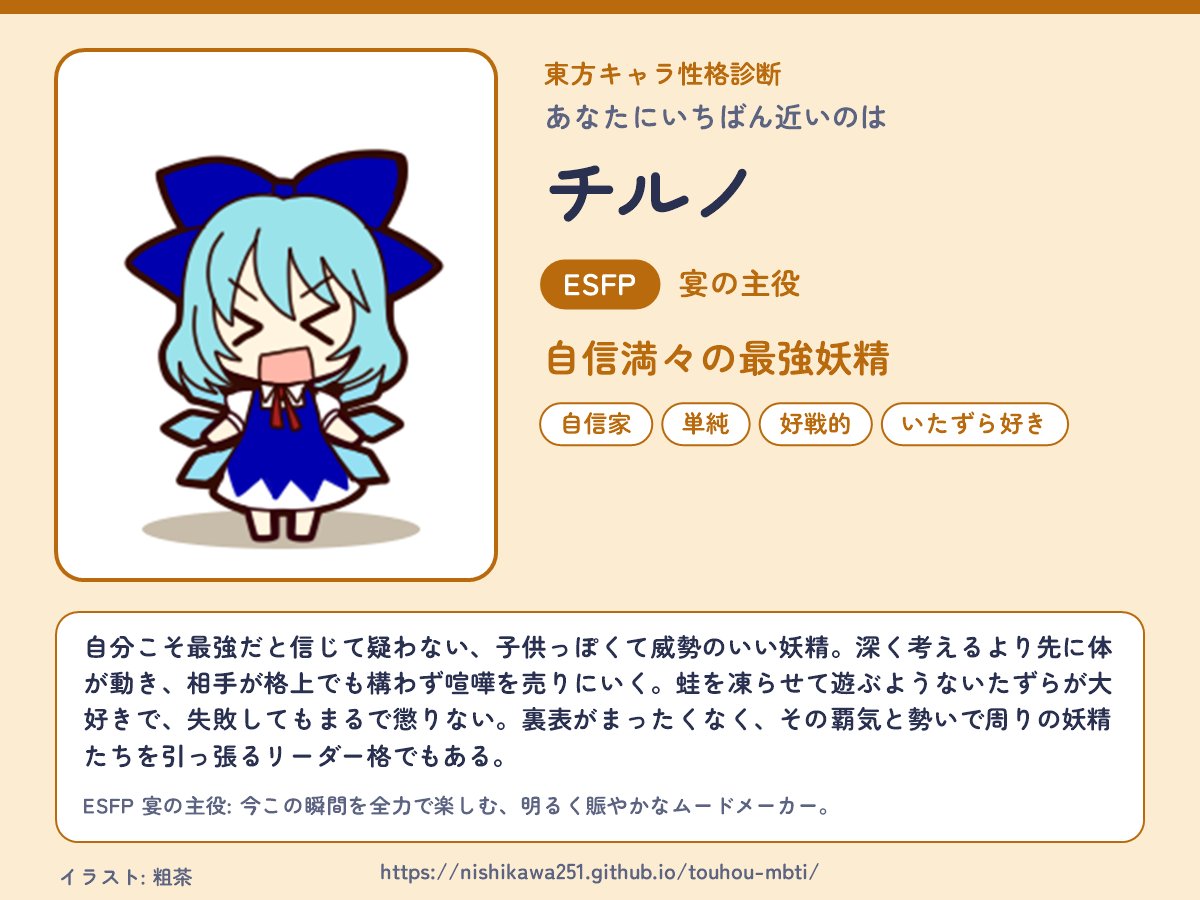 東方キャラ性格診断
あなたにいちばん近いのは
チルノ
ESFP 宴の主役
自信満々の最強妖精
自信家 単純 好戦的 いたずら好き
自分こそ最強だと信じて疑わない、子供っぽくて威勢のいい妖精。深く考えるより先に体
が動き、相手が格上でも構わず喧嘩を売りにいく。蛙を凍らせて遊ぶようないたずらが大
好きで、失敗してもまるで懲りない。裏表がまったくなく、その覇気と勢いで周りの妖精
たちを引っ張るリーダー格でもある。
ESFP 宴の主役: 今この瞬間を全力で楽しむ、明るく賑やかなムードメーカー。
イラスト: 粗茶
https://nishikawa251.github.io/touhou-mbti/